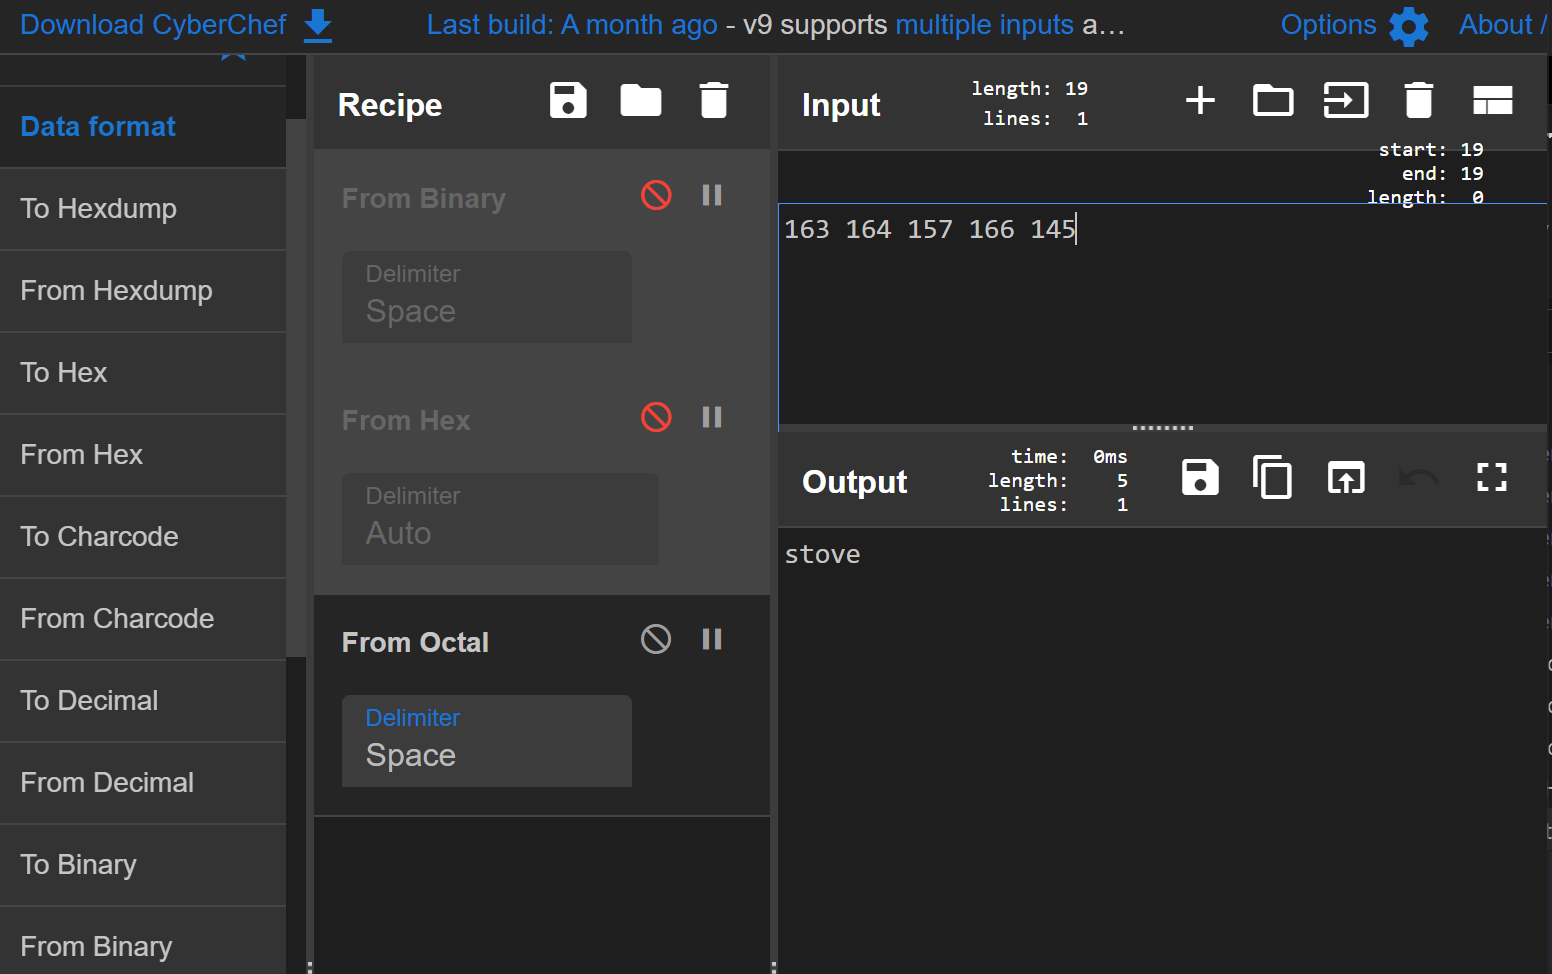 Download CyberChef
Last build: A month ago - v9 supports multiple inputs a…
Options
About /
Data format
To Hexdump
From Hexdump
To Hex
From Hex
To Charcode
From Charcode
To Decimal
From Decimal
To Binary
From Binary
Recipe
From Binary
Delimiter
Space
From Hex
Delimiter
Auto
From Octal
Delimiter
Space
Input
length: 19
lines: 1
start: 19
end: 19
length: 0
163 164 157 166 145
Output
time: 0ms
length: 5
lines: 1
stove